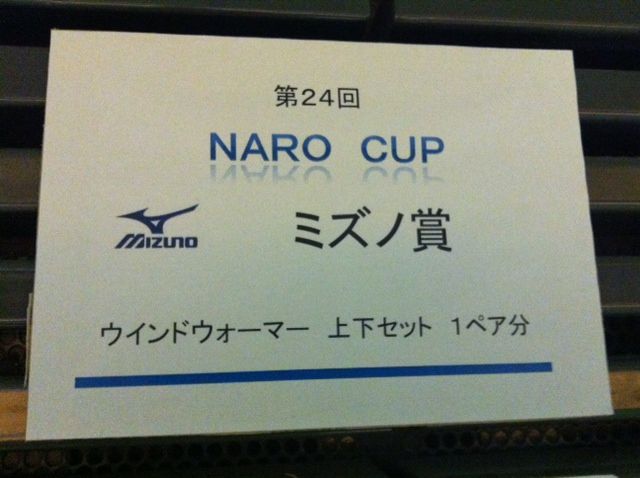 第24回
NARO CUP
MIZUNO
ミズノ賞
ウインドウォーマー 上下セット 1ペア分